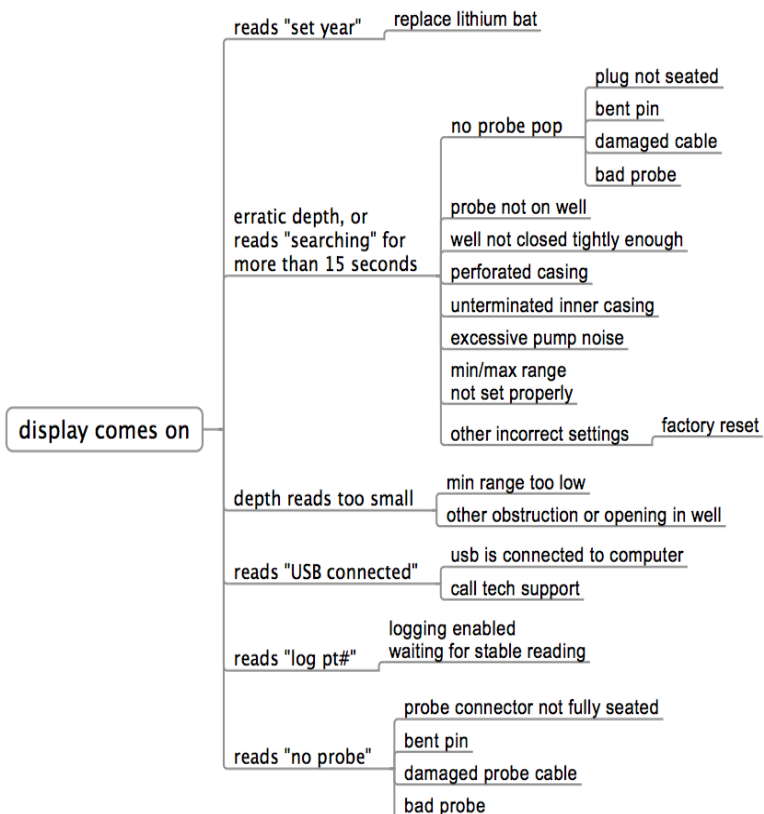 display comes on
reads "set year"
replace lithium bat
erratic depth, or
reads "searching" for
more than 15 seconds
no probe pop
plug not seated
bent pin
damaged cable
bad probe
probe not on well
well not closed tightly enough
perforated casing
unterminated inner casing
excessive pump noise
min/max range
not set properly
other incorrect settings
factory reset
depth reads too small
min range too low
other obstruction or opening in well
reads "USB connected"
usb is connected to computer
call tech support
reads "log pt#"
logging enabled
waiting for stable reading
reads "no probe"
probe connector not fully seated
bent pin
damaged probe cable
bad probe